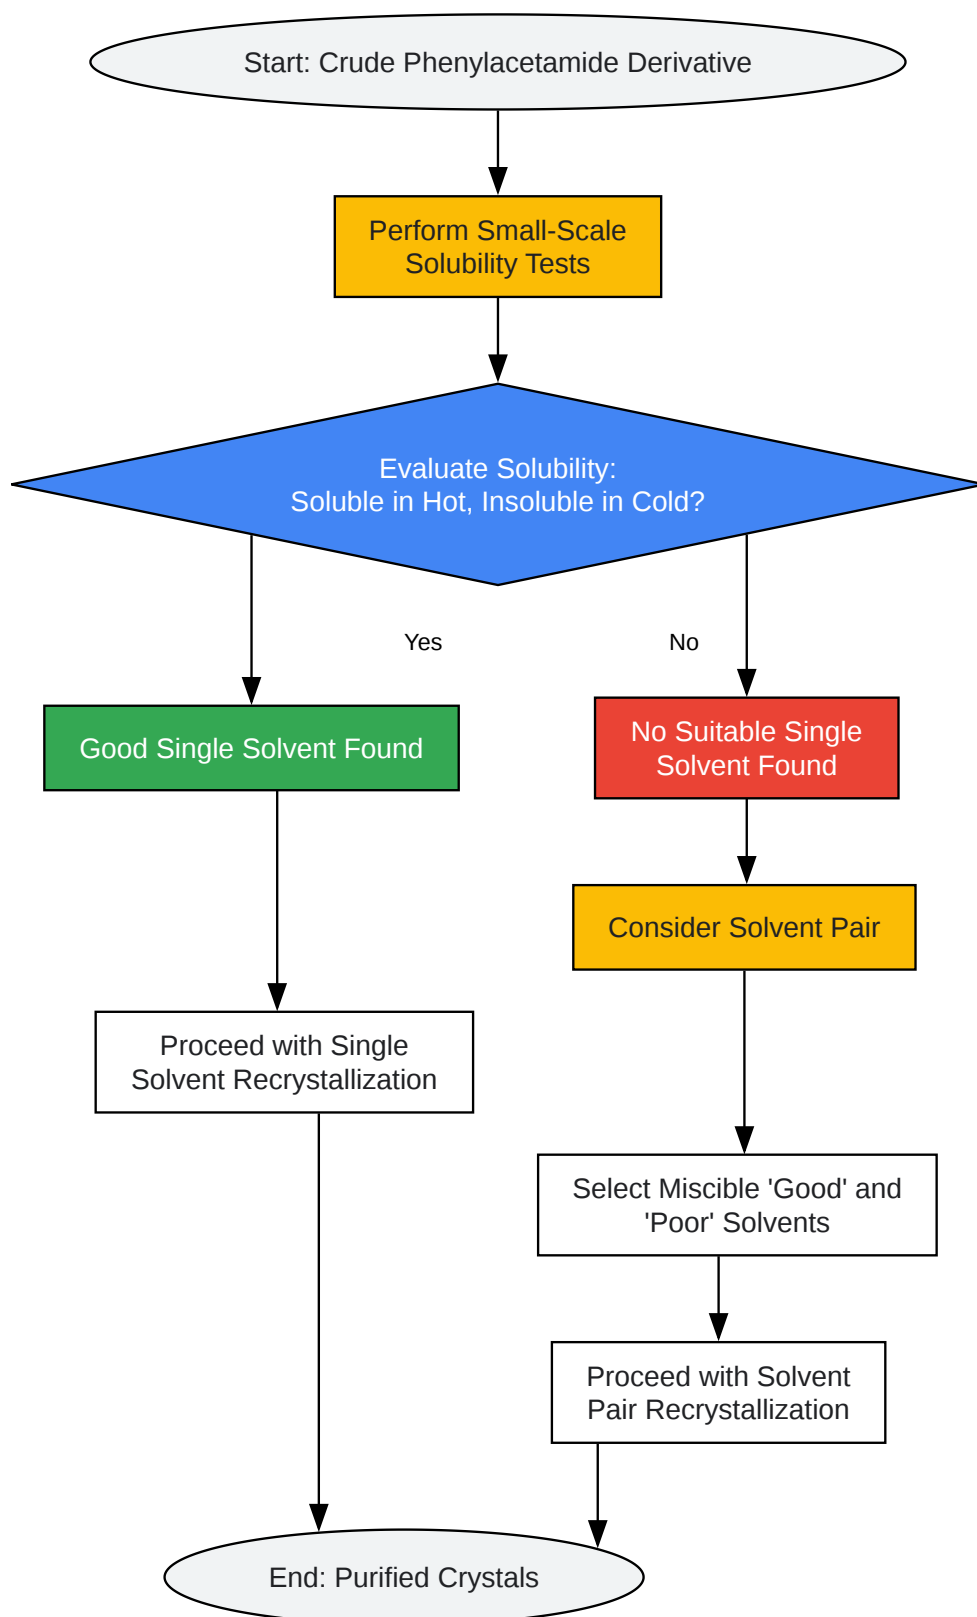 Start: Crude Phenylacetamide Derivative
Perform Small-Scale
Solubility Tests
Evaluate Solubility:
Soluble in Hot, Insoluble in Cold?
Yes
No
Good Single Solvent Found
No Suitable Single
Solvent Found
Consider Solvent Pair
Proceed with Single
Solvent Recrystallization
Select Miscible 'Good' and
'Poor' Solvents
Proceed with Solvent
Pair Recrystallization
End: Purified Crystals